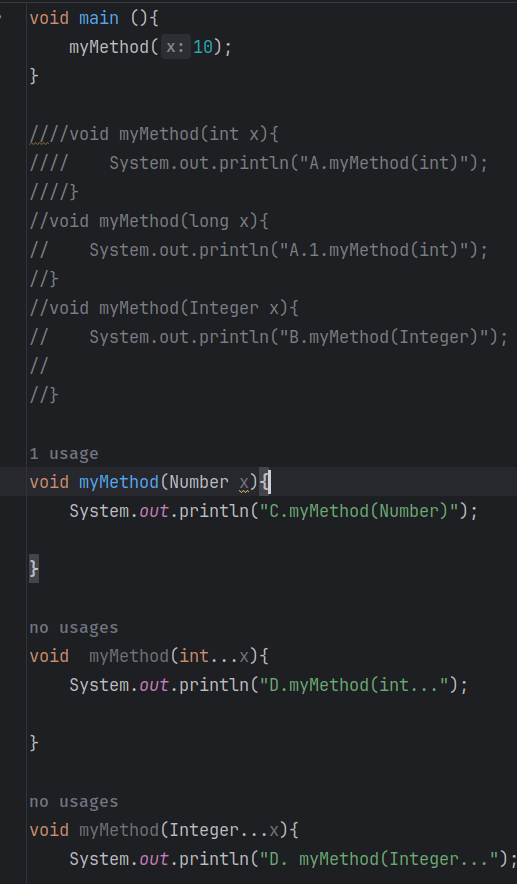 void main (){
    myMethod( x: 10);
}
////void myMethod(int x){
////    System.out.println("A.myMethod(int)");
////}
//void myMethod(long x){
//    System.out.println("A.1.myMethod(int)");
//}
//void myMethod(Integer x){
//    System.out.println("B.myMethod(Integer)");
//
//}
1 usage
void myMethod(Number x){
    System.out.println("C.myMethod(Number)");
}
no usages
void  myMethod(int...x){
    System.out.println("D.myMethod(int...");
}
no usages
void myMethod(Integer...x){
    System.out.println("D. myMethod(Integer...");